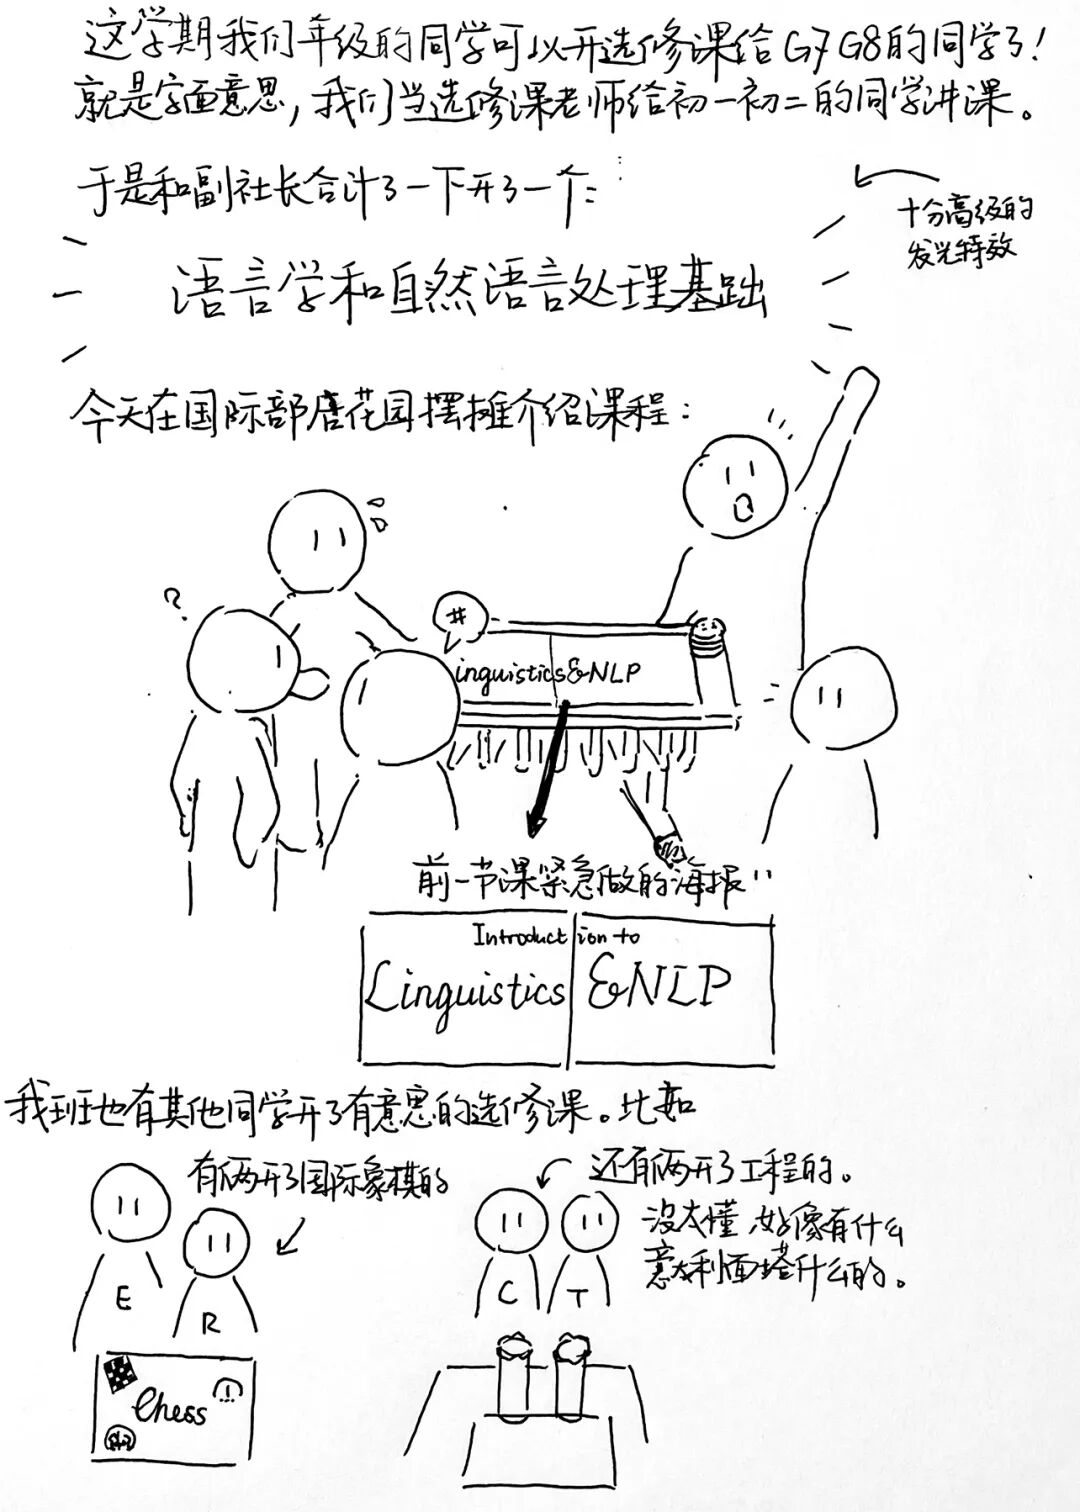 这学期我们年级的同学可以开选修课给G7 G8的同学了!
就是字面意思,我们当选修课老师给初一初二的同学讲课。
于是和副社长合计了一下开了一个:
十分高级的
发光特效
语言学和自然语言处理基础
今天在国际部唐花园摆摊介绍课程:
?
#
inguistics&NLP
前一节课紧急做的海报
Introduction to
Linguistics &NLP
我班也有其他同学开了有意思的选修课。比如
有俩开了国际象棋的
还有俩开了工程的。
没太懂,好像有什么
意大利面塔什么的。
E
R
C
T
Chess